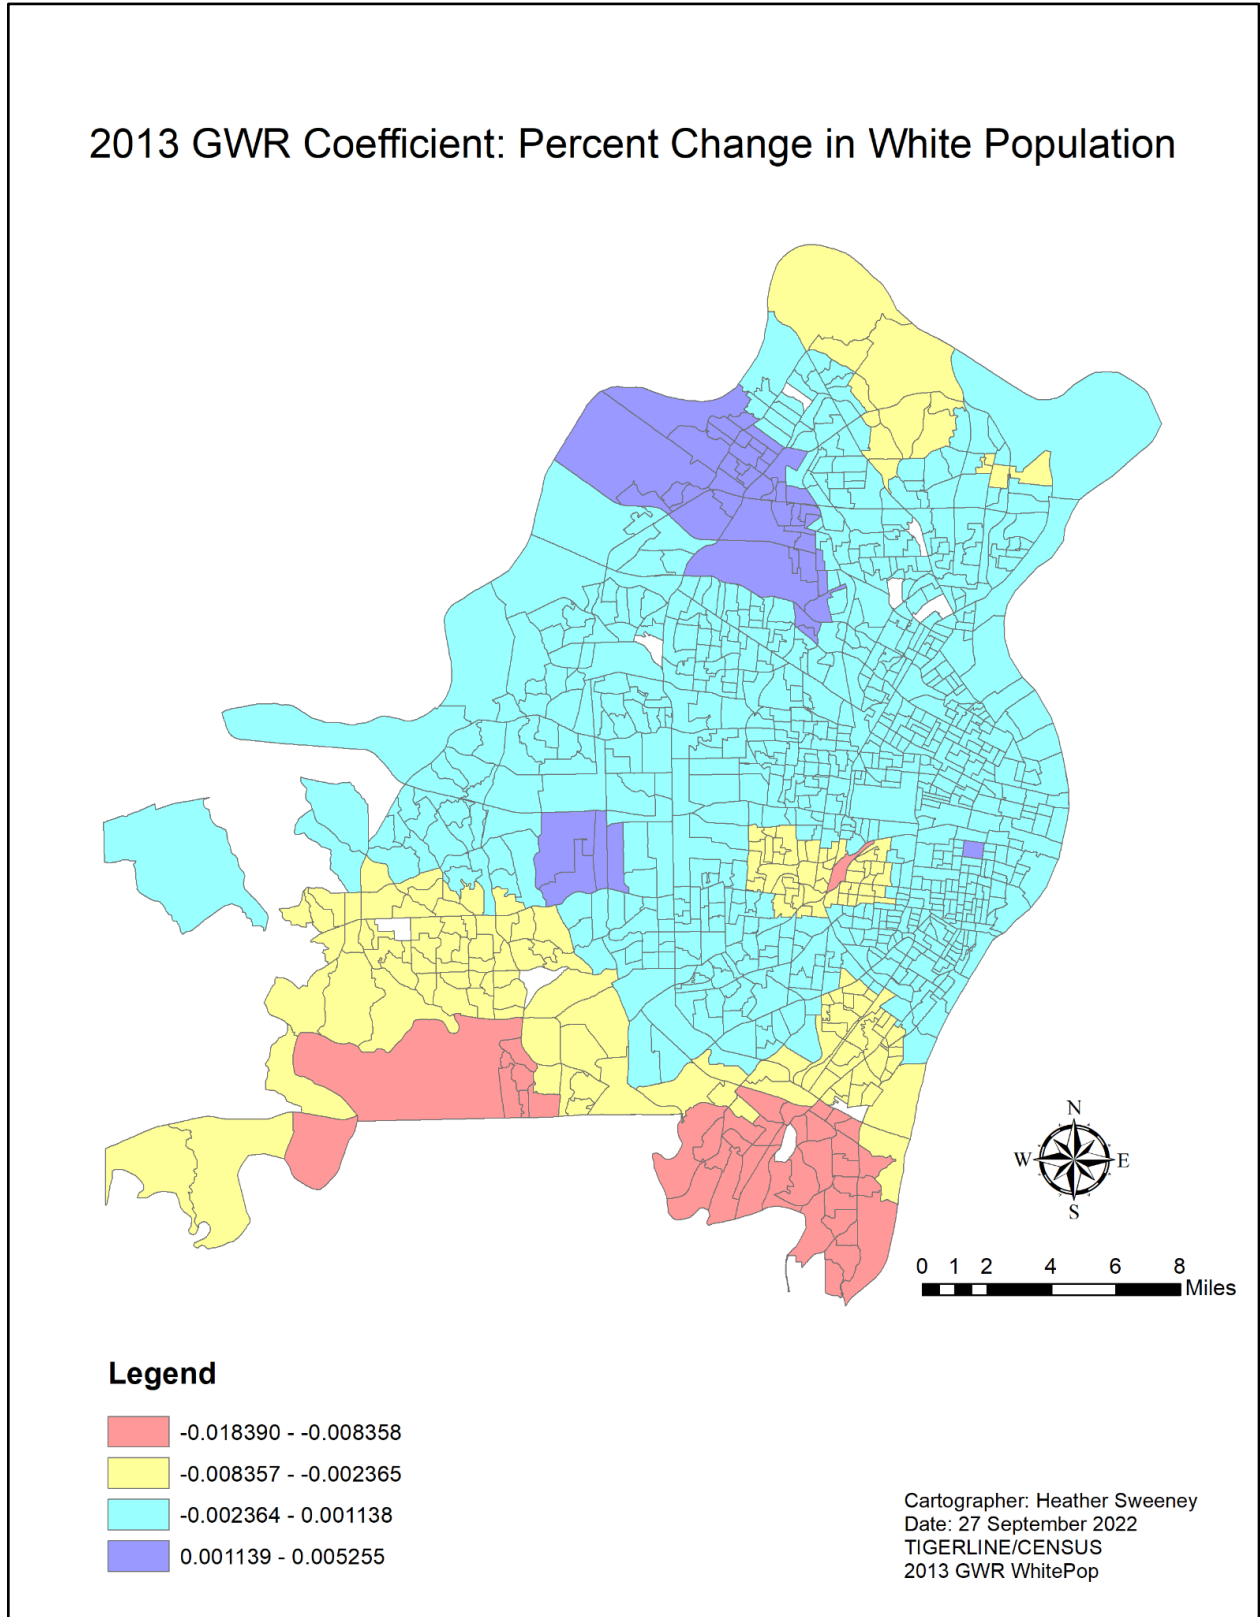 2013 GWR Coefficient: Percent Change in White Population
N
W E
S
0 1 2 4 6 8
Miles
Legend
-0.018390 - -0.008358
-0.008357 - -0.002365
-0.002364 - 0.001138
0.001139 - 0.005255
Cartographer: Heather Sweeney
Date: 27 September 2022
TIGERLINE/CENSUS
2013 GWR WhitePop